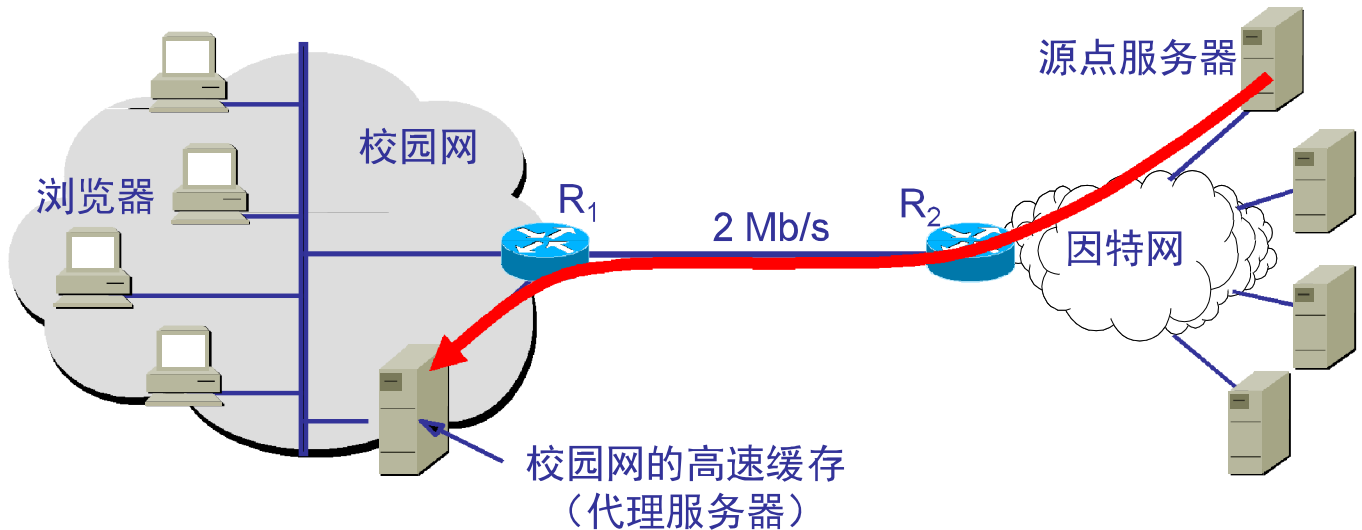 源点服务器
校园网
浏览器
R1
2 Mb/s
R2
因特网
校园网的高速缓存
（代理服务器）